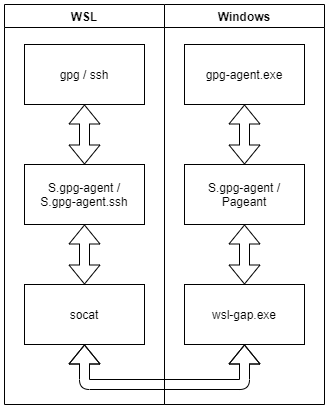 WSL
Windows
gpg / ssh
gpg-agent.exe
S.gpg-agent /
S.gpg-agent.ssh
S.gpg-agent /
Pageant
socat
wsl-gap.exe